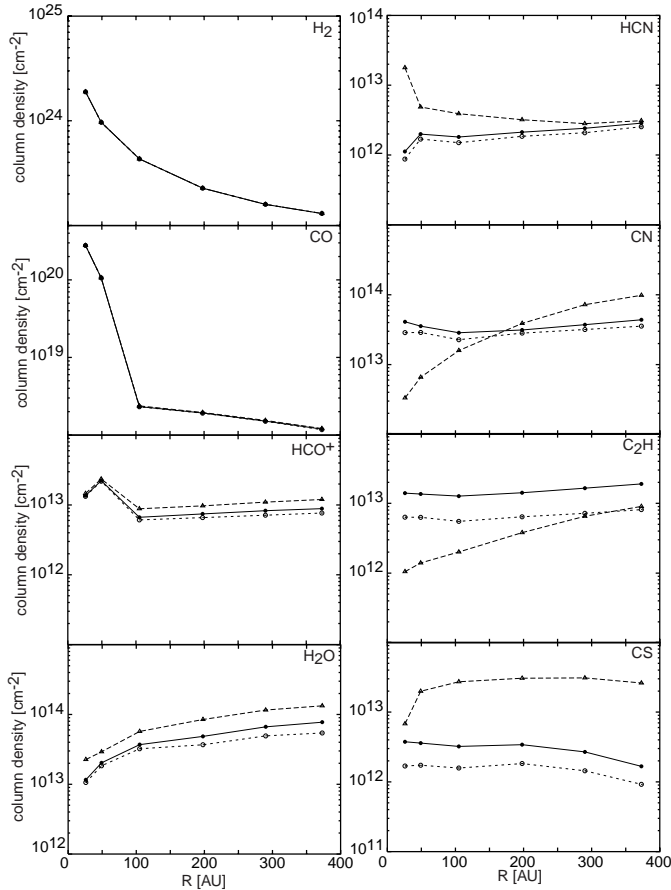 10^25
10^24
column density [cm^-2]
H_2
10^20
10^19
column density [cm^-2]
CO
10^13
10^12
column density [cm^-2]
HCO^+
10^14
10^13
10^12
column density [cm^-2]
H_2O
0 100 200 300 400
R [AU]
10^14
10^13
10^12
HCN
10^14
10^13
CN
10^13
10^12
C_2H
10^13
10^12
10^11
CS
0 100 200 300 400
R [AU]